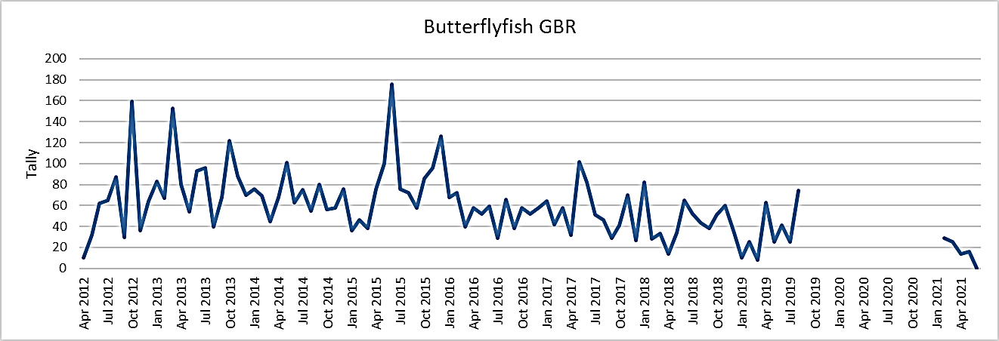 Butterflyfish GBR
Tally
200
180
160
140
120
100
80
60
40
20
0
Apr 2012
Jul 2012
Oct 2012
Jan 2013
Apr 2013
Jul 2013
Oct 2013
Jan 2014
Apr 2014
Jul 2014
Oct 2014
Jan 2015
Apr 2015
Jul 2015
Oct 2015
Jan 2016
Apr 2016
Jul 2016
Oct 2016
Jan 2017
Apr 2017
Jul 2017
Oct 2017
Jan 2018
Apr 2018
Jul 2018
Oct 2018
Jan 2019
Apr 2019
Jul 2019
Oct 2019
Jan 2020
Apr 2020
Jul 2020
Oct 2020
Jan 2021
Apr 2021